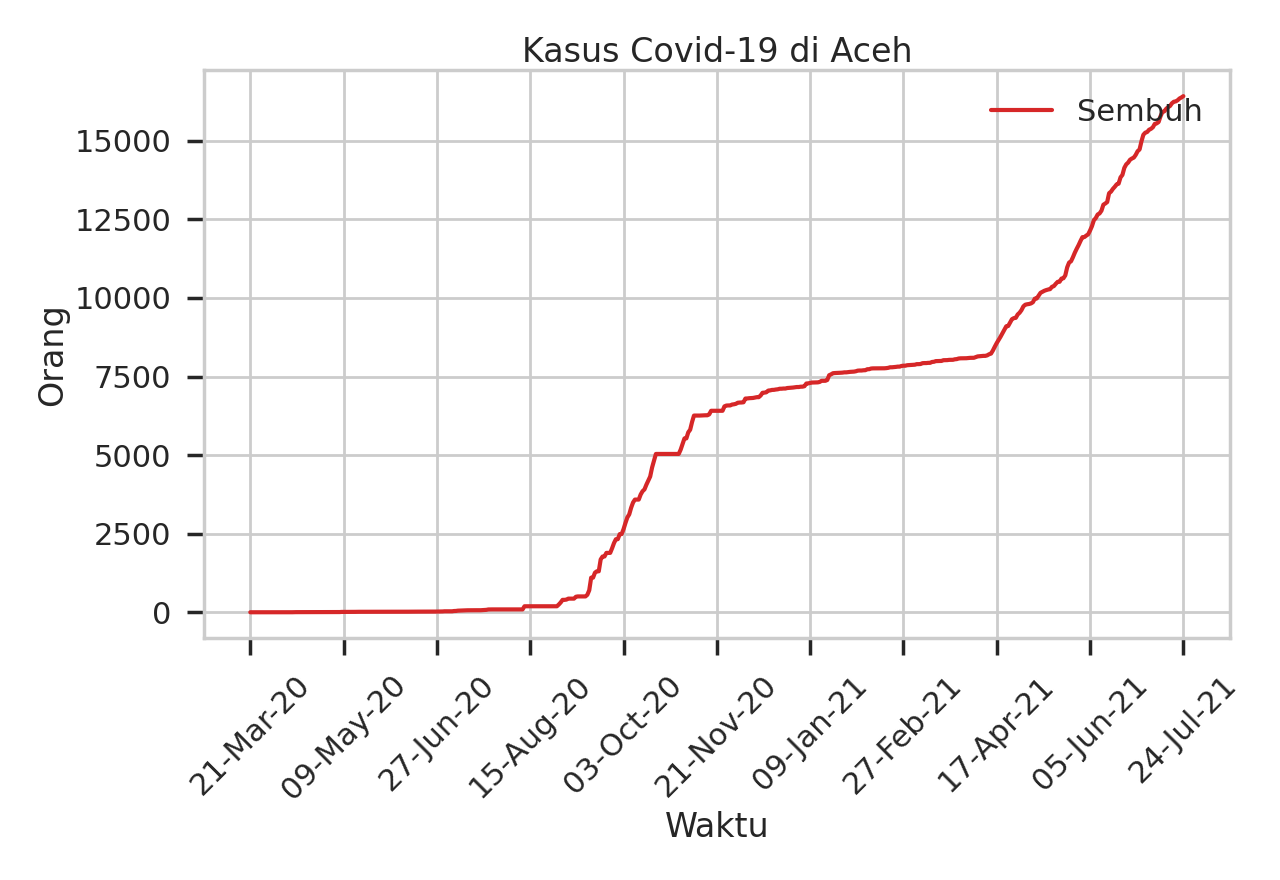 Kasus Covid-19 di Aceh
Sembuh
15000
12500
10000
7500
5000
2500
0
Orang
21-Mar-20
09-May-20
27-Jun-20
15-Aug-20
03-Oct-20
21-Nov-20
09-Jan-21
27-Feb-21
17-Apr-21
05-Jun-21
24-Jul-21
Waktu